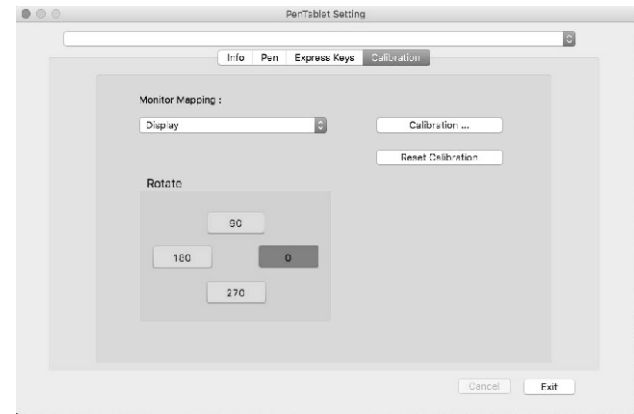 PenTablet Setting
Info Pen Express Keys Calibration
Monitor Mapping :
Display
Calibration ...
Reset Calibration
Rotate
90
180 0
270
Cancel Exit